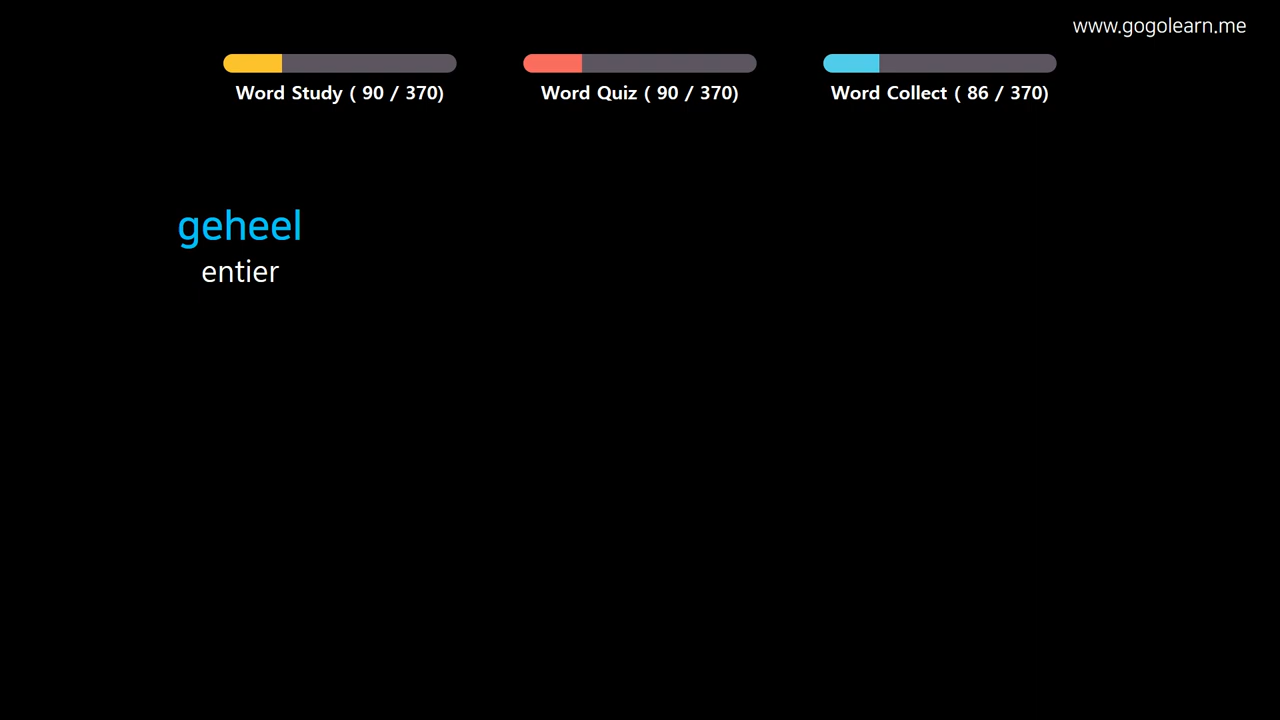 www.gogolearn.me
Word Study ( 90 / 370)
Word Quiz ( 90 / 370)
Word Collect ( 86 / 370)
geheel
entier